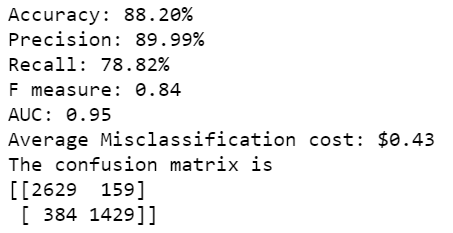 Accuracy: 88.20%
Precision: 89.99%
Recall: 78.82%
F measure: 0.84
AUC: 0.95
Average Misclassification cost: $0.43
The confusion matrix is
[[2629  159]
 [ 384 1429]]